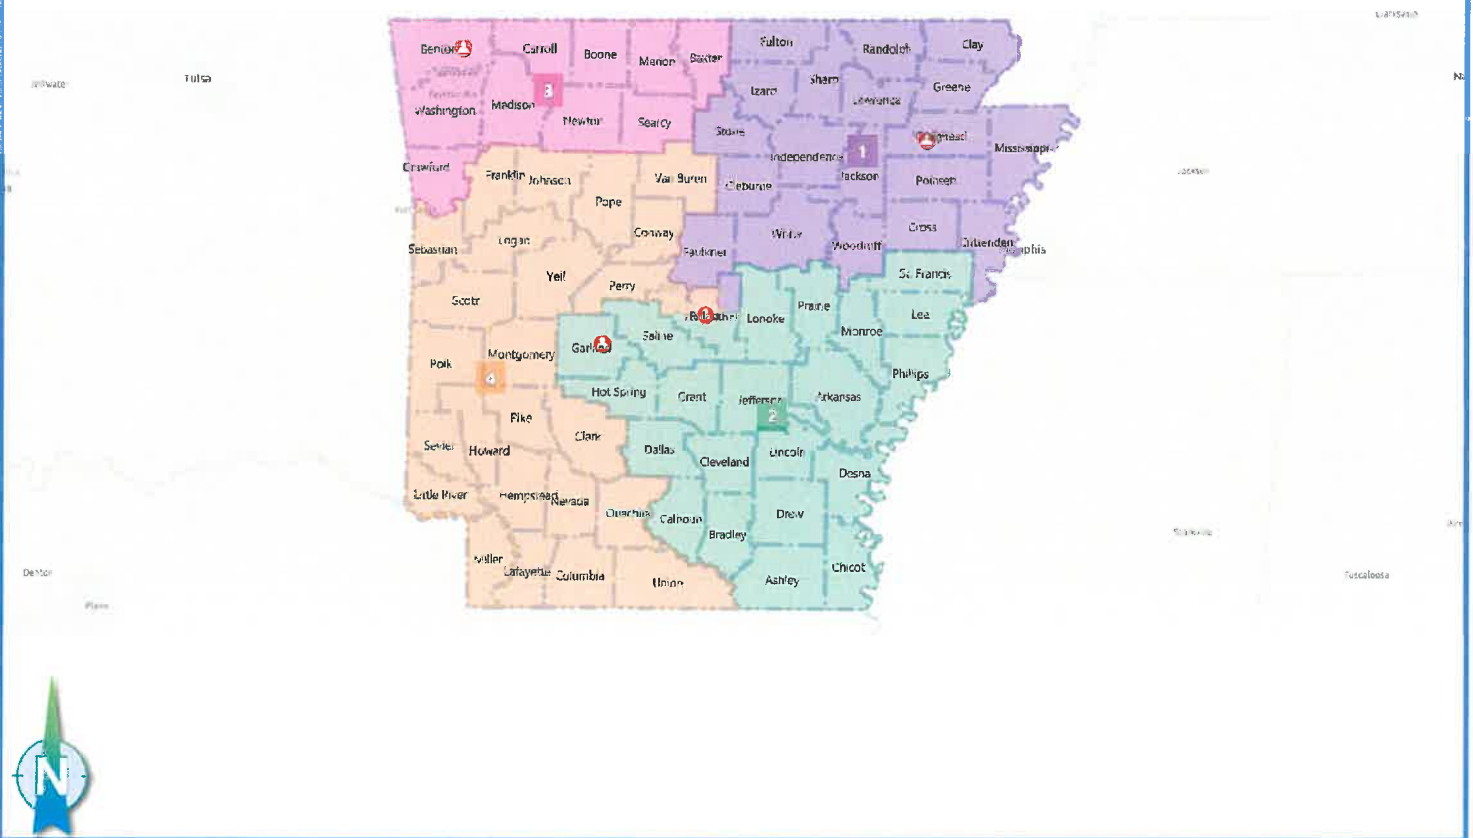 Tulsa
Carroll
Boone
Marion
Baxter
Fulton
Randolph
Clay
Sharp
Izard
Lawrence
Greene
3
Madison
Washington
Newton
Searcy
Stone
Independence
1
Mississippi
Jackson
Jackson
Crawford
Franklin
Johnson
Van Buren
Cleburne
Poinsett
Pope
Logan
Conway
Sebastian
Faulkner
White
Woodruff
Cross
Crittenden
Yell
Perry
St. Francis
Scott
Saline
Lonoke
Prairie
Monroe
Lee
Polk
Montgomery
4
Hot Spring
Grant
Jefferson
2
Arkansas
Phillips
Pike
Clark
Sevier
Howard
Dallas
Cleveland
Lincoln
Desha
Little River
Hempstead
Nevada
Ouachita
Calhoun
Bradley
Drew
Miller
Lafayette
Columbia
Union
Ashley
Chicot
Denton
Plano
Tuscaloosa
N